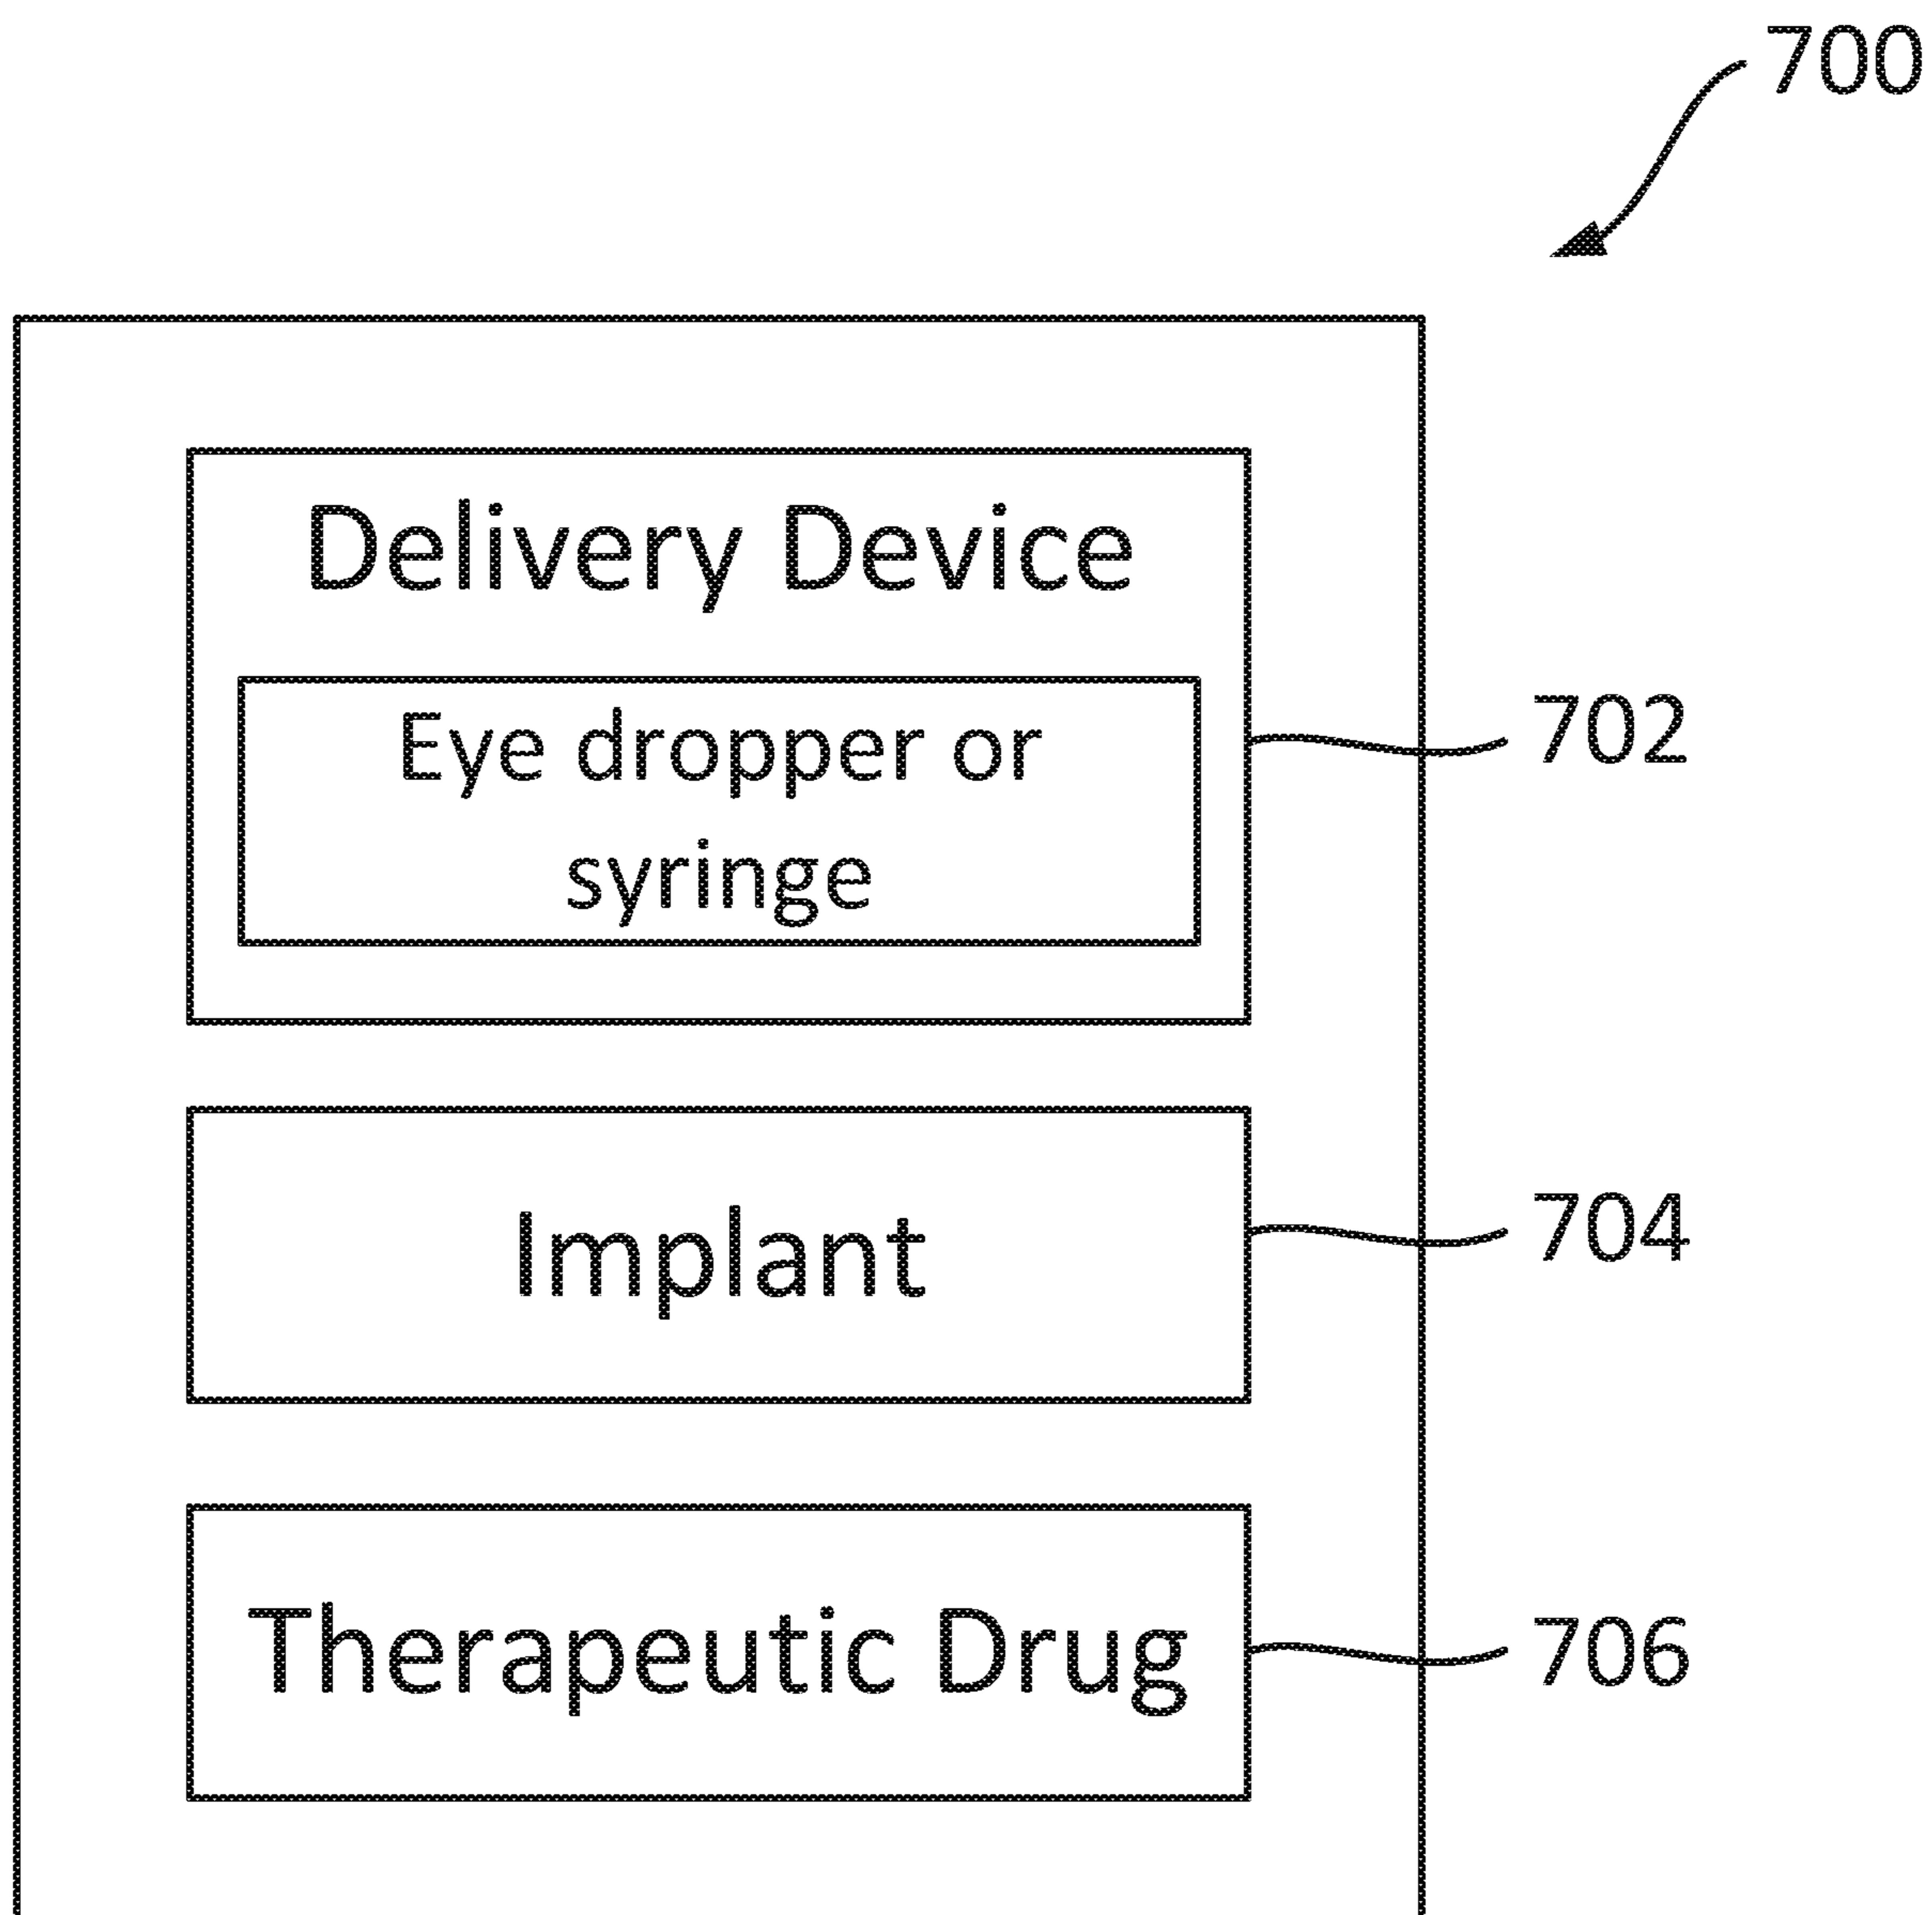 700
Delivery Device
Eye dropper or
syringe
702
Implant
704
Therapeutic Drug
706